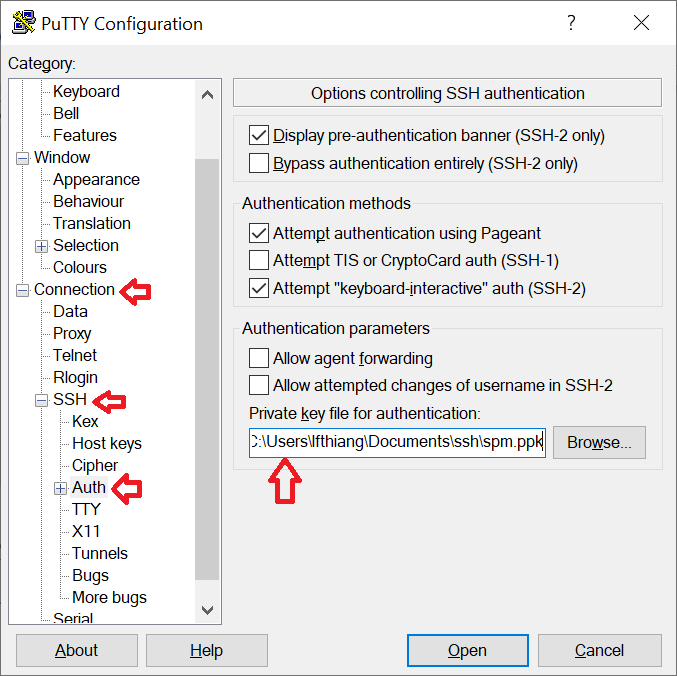 PuTTY Configuration
?
Category:
Keyboard
Bell
Features
Window
Appearance
Behaviour
Translation
Selection
Colours
Connection
Data
Proxy
Telnet
Rlogin
SSH
Kex
Host keys
Cipher
Auth
TTY
X11
Tunnels
Bugs
More bugs
Serial
Options controlling SSH authentication
Display pre-authentication banner (SSH-2 only)
Bypass authentication entirely (SSH-2 only)
Authentication methods
Attempt authentication using Pageant
Attempt TIS or CryptoCard auth (SSH-1)
Attempt "keyboard-interactive" auth (SSH-2)
Authentication parameters
Allow agent forwarding
Allow attempted changes of username in SSH-2
Private key file for authentication:
C:\Users\lfthiang\Documents\ssh\spm.ppk Browse...
About Help Open Cancel